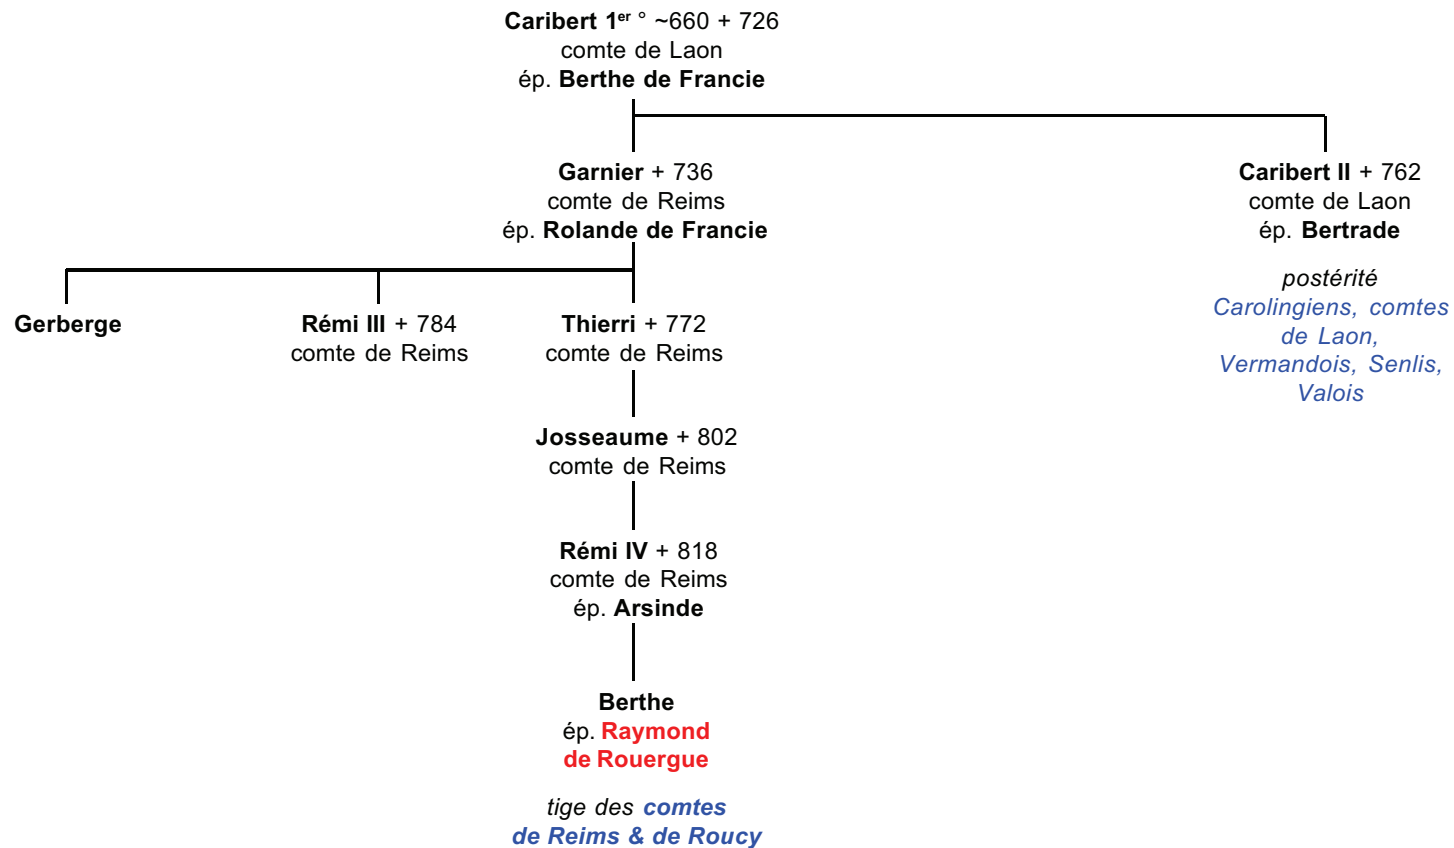 Caribert 1er ° ~660 + 726
comte de Laon
ép. Berthe de Francie
Garnier + 736
comte de Reims
ép. Rolande de Francie
Caribert II + 762
comte de Laon
ép. Bertrade
postérité
Carolingiens, comtes
de Laon,
Vermandois, Senlis,
Valois
Gerberge
Rémi III + 784
comte de Reims
Thierri + 772
comte de Reims
Josseaume + 802
comte de Reims
Rémi IV + 818
comte de Reims
ép. Arsinde
Berthe
ép. Raymond
de Rouergue
tige des comtes
de Reims & de Roucy